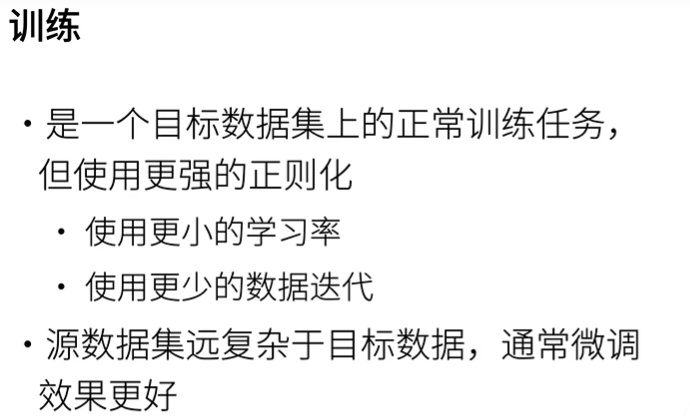 训练
• 是一个目标数据集上的正常训练任务，
但使用更强的正则化
• 使用更小的学习率
• 使用更少的数据迭代
• 源数据集远复杂于目标数据，通常微调
效果更好